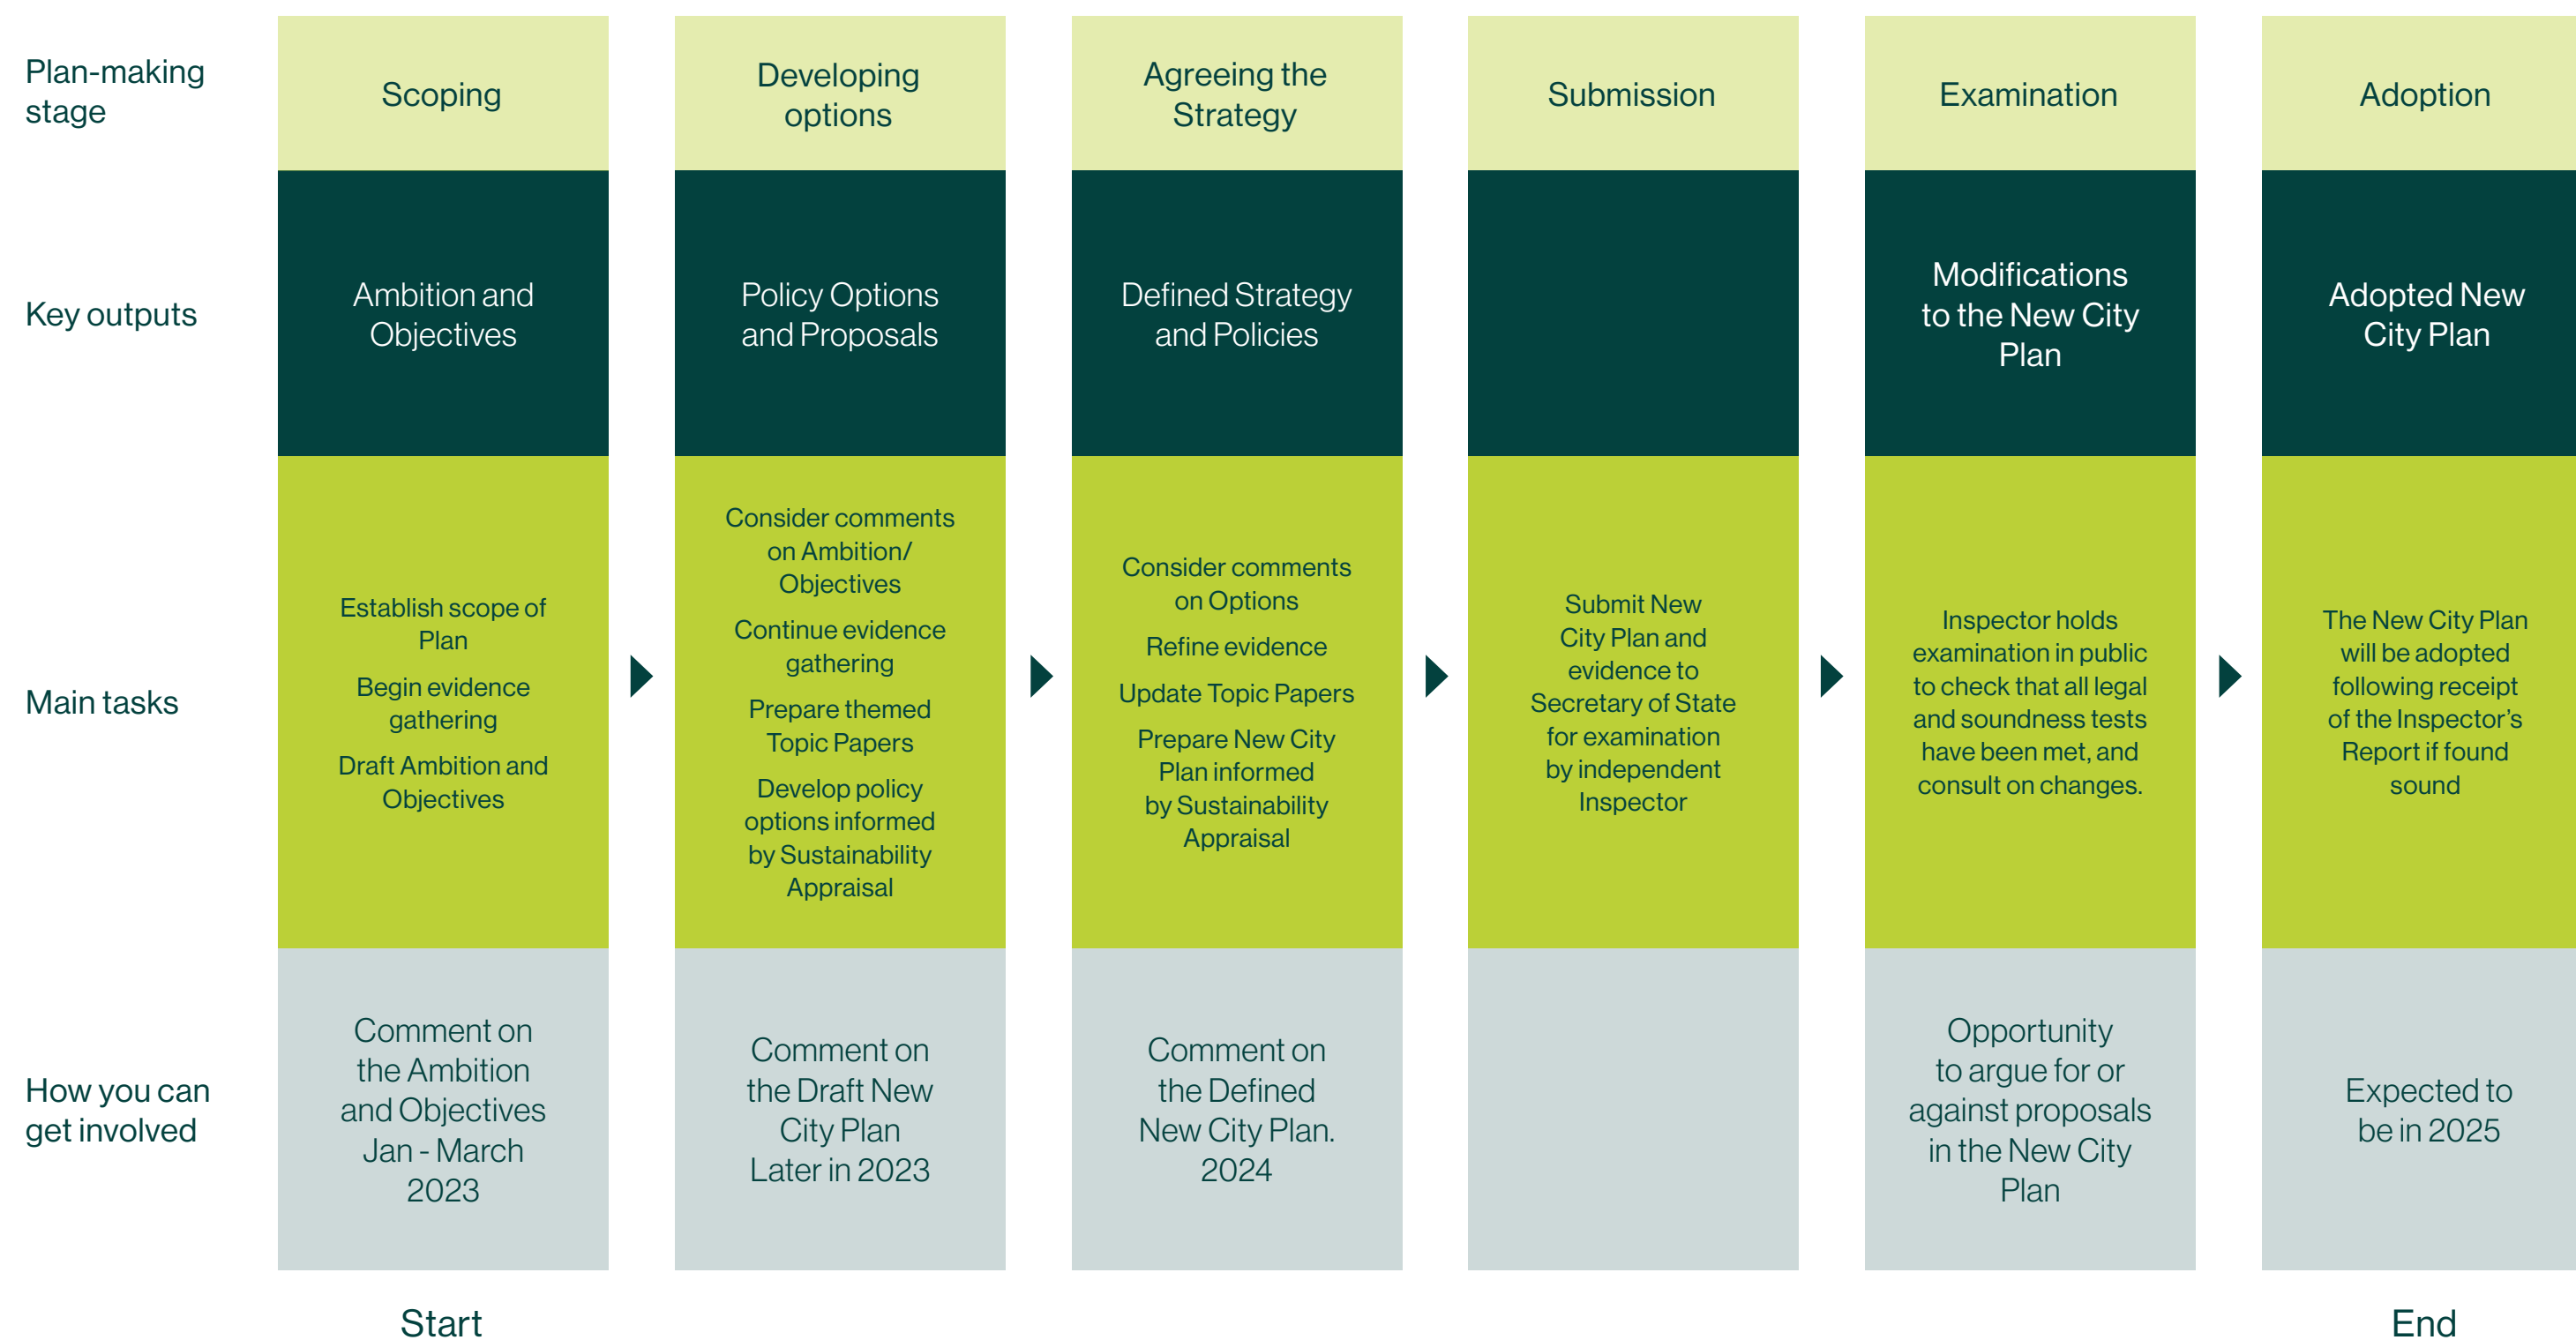 Plan-making
stage
Scoping
Developing
options
Agreeing the
Strategy
Submission
Examination
Adoption
Key outputs
Ambition and
Objectives
Policy Options
and Proposals
Defined Strategy
and Policies
Modifications
to the New City
Plan
Adopted New
City Plan
Main tasks
Establish scope of
Plan
Begin evidence
gathering
Draft Ambition and
Objectives
Consider comments
on Ambition/
Objectives
Continue evidence
gathering
Prepare themed
Topic Papers
Develop policy
options informed
by Sustainability
Appraisal
Consider comments
on Options
Refine evidence
Update Topic Papers
Prepare New City
Plan informed
by Sustainability
Appraisal
Submit New
City Plan and
evidence to
Secretary of State
for examination
by independent
Inspector
Inspector holds
examination in public
to check that all legal
and soundness tests
have been met, and
consult on changes.
The New City Plan
will be adopted
following receipt
of the Inspector’s
Report if found
sound
How you can
get involved
Comment on
the Ambition
and Objectives
Jan - March
2023
Comment on
the Draft New
City Plan
Later in 2023
Comment on
the Defined
New City Plan.
2024
Opportunity
to argue for or
against proposals
in the New City
Plan
Expected to
be in 2025
Start
End